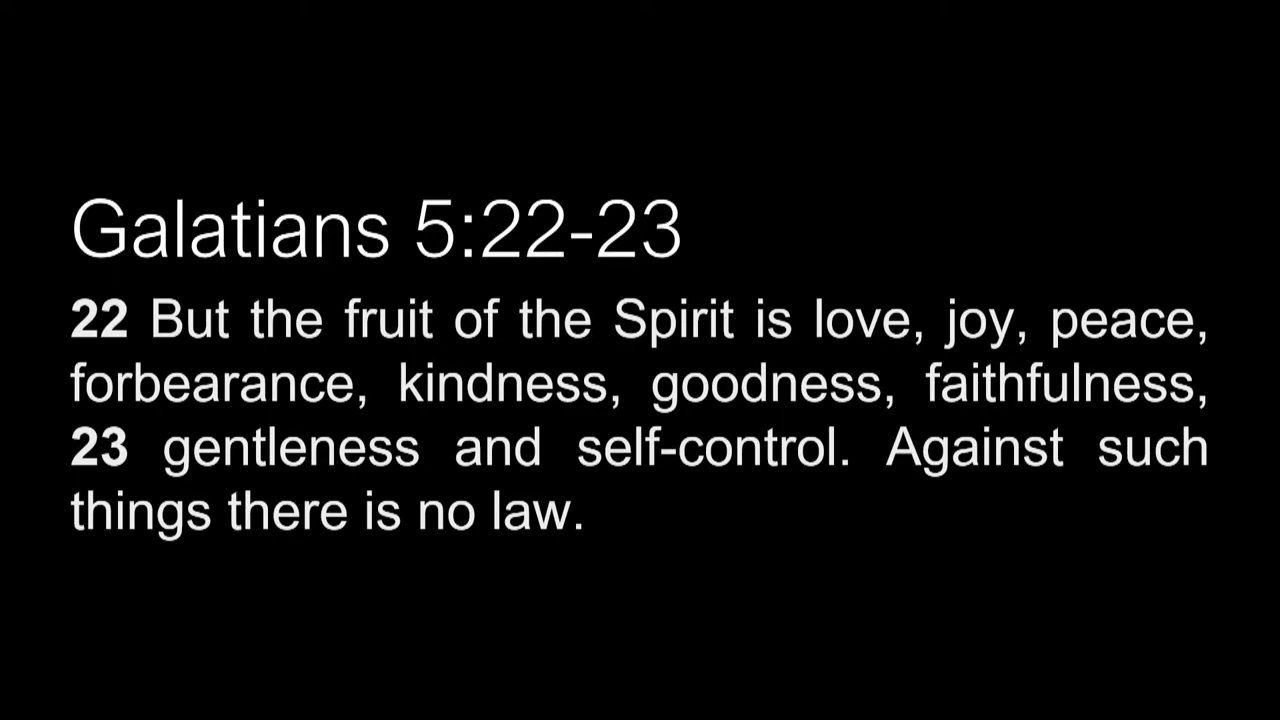 Galatians 5:22-23
22 But the fruit of the Spirit is love, joy, peace,
forbearance, kindness, goodness, faithfulness,
23 gentleness and self-control. Against such
things there is no law.